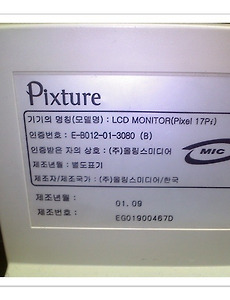 Pixture
기기의 명칭(모델명) : LCD MONITOR(Pixel 17Pi)
인증번호 : E-B012-01-3080 (B)
인증받은 자의 상호 : (주)올링스미디어
MIC
제조년월 : 별도표기
제조자/제조국가 : (주)올링스미디어/한국
제조년월 : 01. 09
제조번호 : EG01900467D